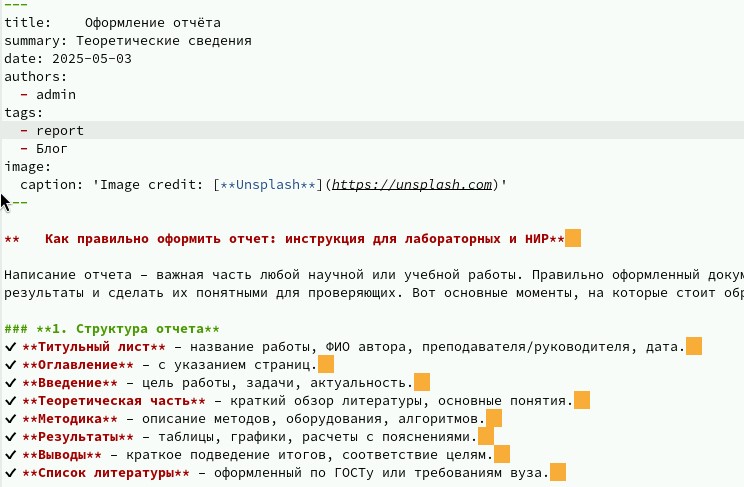 ---
title:    Оформление отчёта
summary: Теоретические сведения
date: 2025-05-03
authors:
  - admin
tags:
  - report
  - Блог
image:
  caption: 'Image credit: [**Unsplash**](https://unsplash.com)'
---
**   Как правильно оформить отчет: инструкция для лабораторных и НИР**
Написание отчета – важная часть любой научной или учебной работы. Правильно оформленный
результаты и сделать их понятными для проверяющих. Вот основные моменты, на которые стоит
### **1. Структура отчета**
✔ **Титульный лист** – название работы, ФИО автора, преподавателя/руководителя, дата.
✔ **Оглавление** – с указанием страниц.
✔ **Введение** – цель работы, задачи, актуальность.
✔ **Теоретическая часть** – краткий обзор литературы, основные понятия.
✔ **Методика** – описание методов, оборудования, алгоритмов.
✔ **Результаты** – таблицы, графики, расчеты с пояснениями.
✔ **Выводы** – краткое подведение итогов, соответствие целям.
✔ **Список литературы** – оформленный по ГОСТу или требованиям вуза.